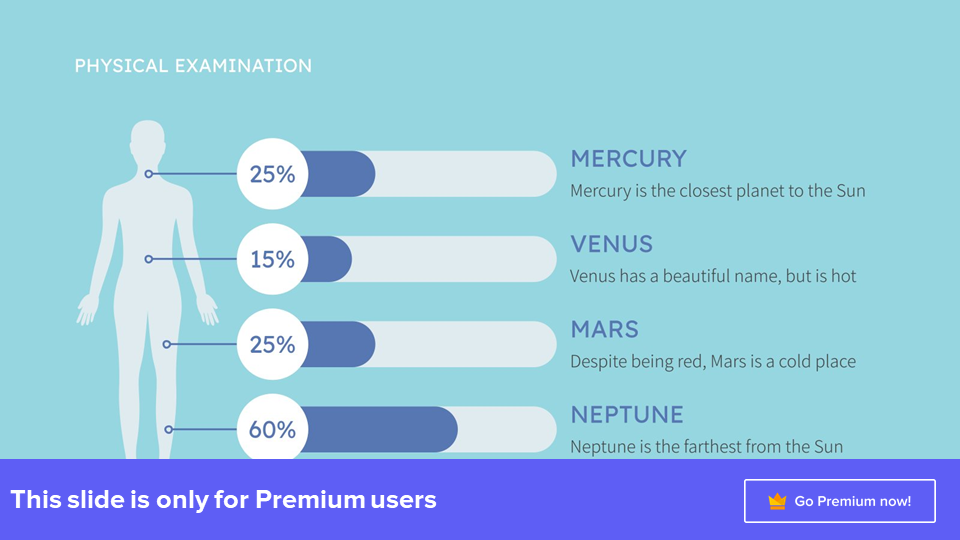 PHYSICAL EXAMINATION
25%
MERCURY
Mercury is the closest planet to the Sun
15%
VENUS
Venus has a beautiful name, but is hot
25%
MARS
Despite being red, Mars is a cold place
60%
NEPTUNE
Neptune is the farthest from the Sun
This slide is only for Premium users
Go Premium now!